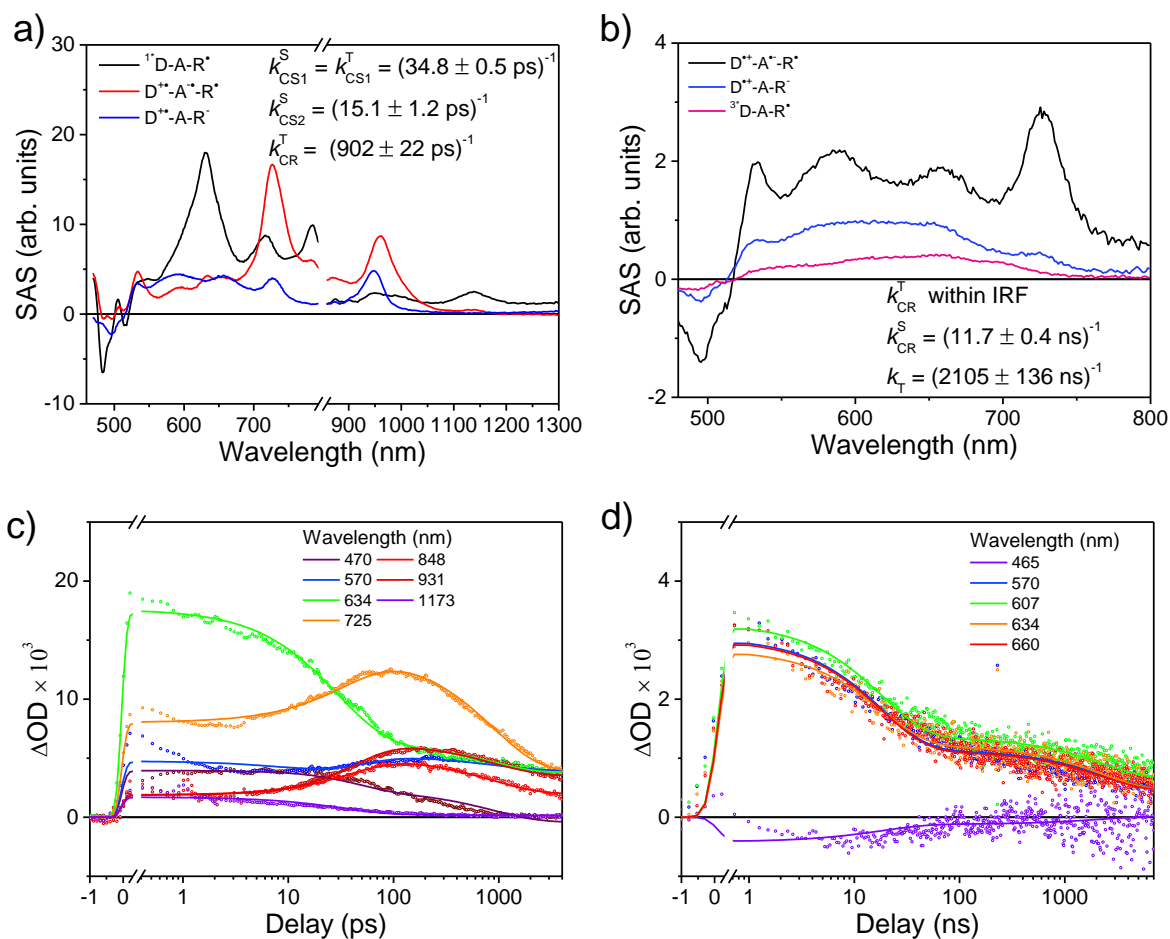 a)
30
20
10
0
-10
SAS (arb. units)
¹*D-A-R•
D⁺•-A⁻•-R•
D⁺•-A-R⁻
k^S_CS1 = k^T_CS1 = (34.8 ± 0.5 ps)⁻¹
k^S_CS2 = (15.1 ± 1.2 ps)⁻¹
k^T_CR = (902 ± 22 ps)⁻¹
500 600 700 900 1000 1100 1200 1300
Wavelength (nm)
b)
4
2
0
-2
SAS (arb. units)
D•⁺-A•⁻-R•
D•⁺-A-R⁻
³*D-A-R•
k^T_CR within IRF
k^S_CR = (11.7 ± 0.4 ns)⁻¹
k_T = (2105 ± 136 ns)⁻¹
500 600 700 800
Wavelength (nm)
c)
20
10
0
ΔOD × 10³
Wavelength (nm)
470 848
570 931
634 1173
725
-1 0 1 10 100 1000
Delay (ps)
d)
4
2
0
ΔOD × 10³
Wavelength (nm)
465
570
607
634
660
-1 0 1 10 100 1000
Delay (ns)